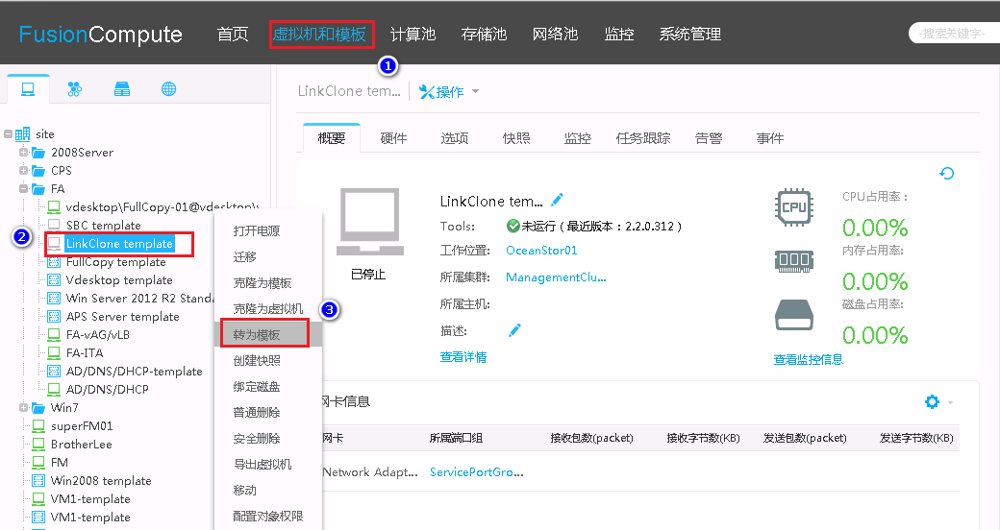 FusionCompute 首页 虚拟机和模板 计算池 存储池 网络池 监控 系统管理 -搜索关键字-
1
LinkClone tem... 操作
site
2008Server
CPS
FA
vdesktop\FullCopy-01@vdesktop\v
SBC template
2
LinkClone template
FullCopy template
Vdesktop template
Win Server 2012 R2 Standa
APS Server template
FA-vAG/vLB
FA-ITA
AD/DNS/DHCP-template
AD/DNS/DHCP
Win7
superFM01
BrotherLee
FM
Win2008 template
VM1-template
VM1-template
打开电源
迁移
克隆为模板
克隆为虚拟机
3
转为模板
创建快照
绑定磁盘
普通删除
安全删除
导出虚拟机
移动
配置对象权限
概要 硬件 选项 快照 监控 任务跟踪 告警 事件
已停止
LinkClone tem...
Tools: 未运行（最近版本：2.2.0.312）
工作位置: OceanStor01
所属集群: ManagementClu...
所属主机:
描述:
查看详情
CPU
CPU占用率：
0.00%
内存占用率:
0.00%
磁盘占用率:
0.00%
查看监控信息
网卡信息
网卡 所属端口组 接收包数(packet) 接收字节数(KB) 发送包数(packet) 发送字节数(KB)
Network Adapt... ServicePortGro...